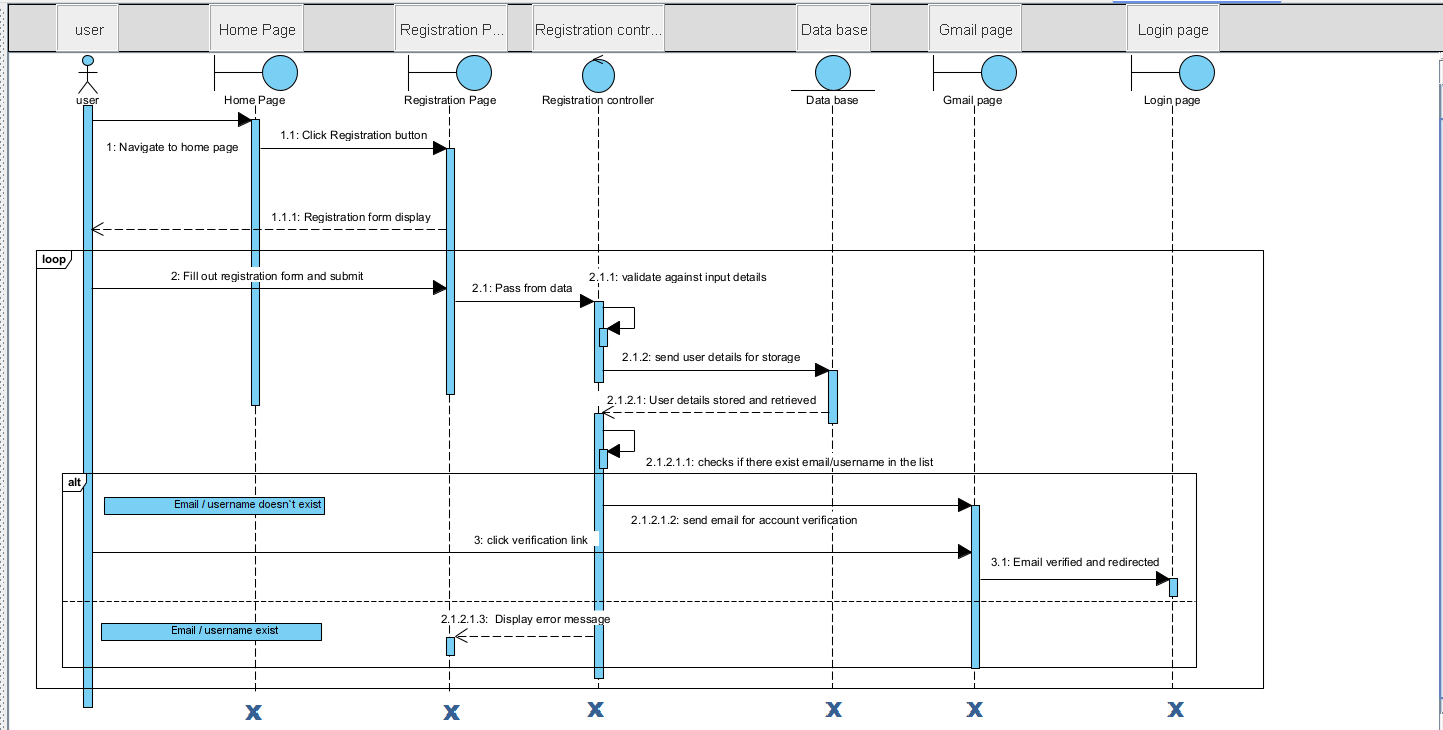 user
Home Page
Registration P...
Registration contr...
Data base
Gmail page
Login page
user
Home Page
Registration Page
Registration controller
Data base
Gmail page
Login page
1: Navigate to home page
1.1: Click Registration button
1.1.1: Registration form display
loop
2: Fill out registration form and submit
2.1: Pass from data
2.1.1: validate against input details
2.1.2: send user details for storage
2.1.2.1: User details stored and retrieved
2.1.2.1.1: checks if there exist email/username in the list
alt
Email / username doesn`t exist
2.1.2.1.2: send email for account verification
3: click verification link
3.1: Email verified and redirected
2.1.2.1.3: Display error message
Email / username exist
X
X
X
X
X
X